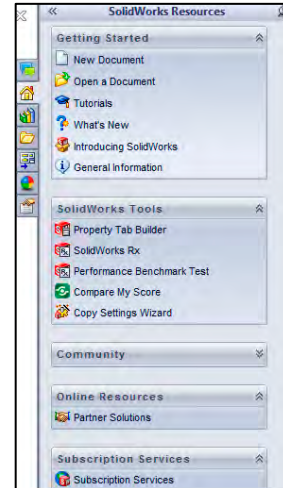 SolidWorks Resources
Getting Started
New Document
Open a Document
Tutorials
What's New
Introducing SolidWorks
General Information
SolidWorks Tools
Property Tab Builder
SolidWorks Rx
Performance Benchmark Test
Compare My Score
Copy Settings Wizard
Community
Online Resources
Partner Solutions
Subscription Services
Subscription Services